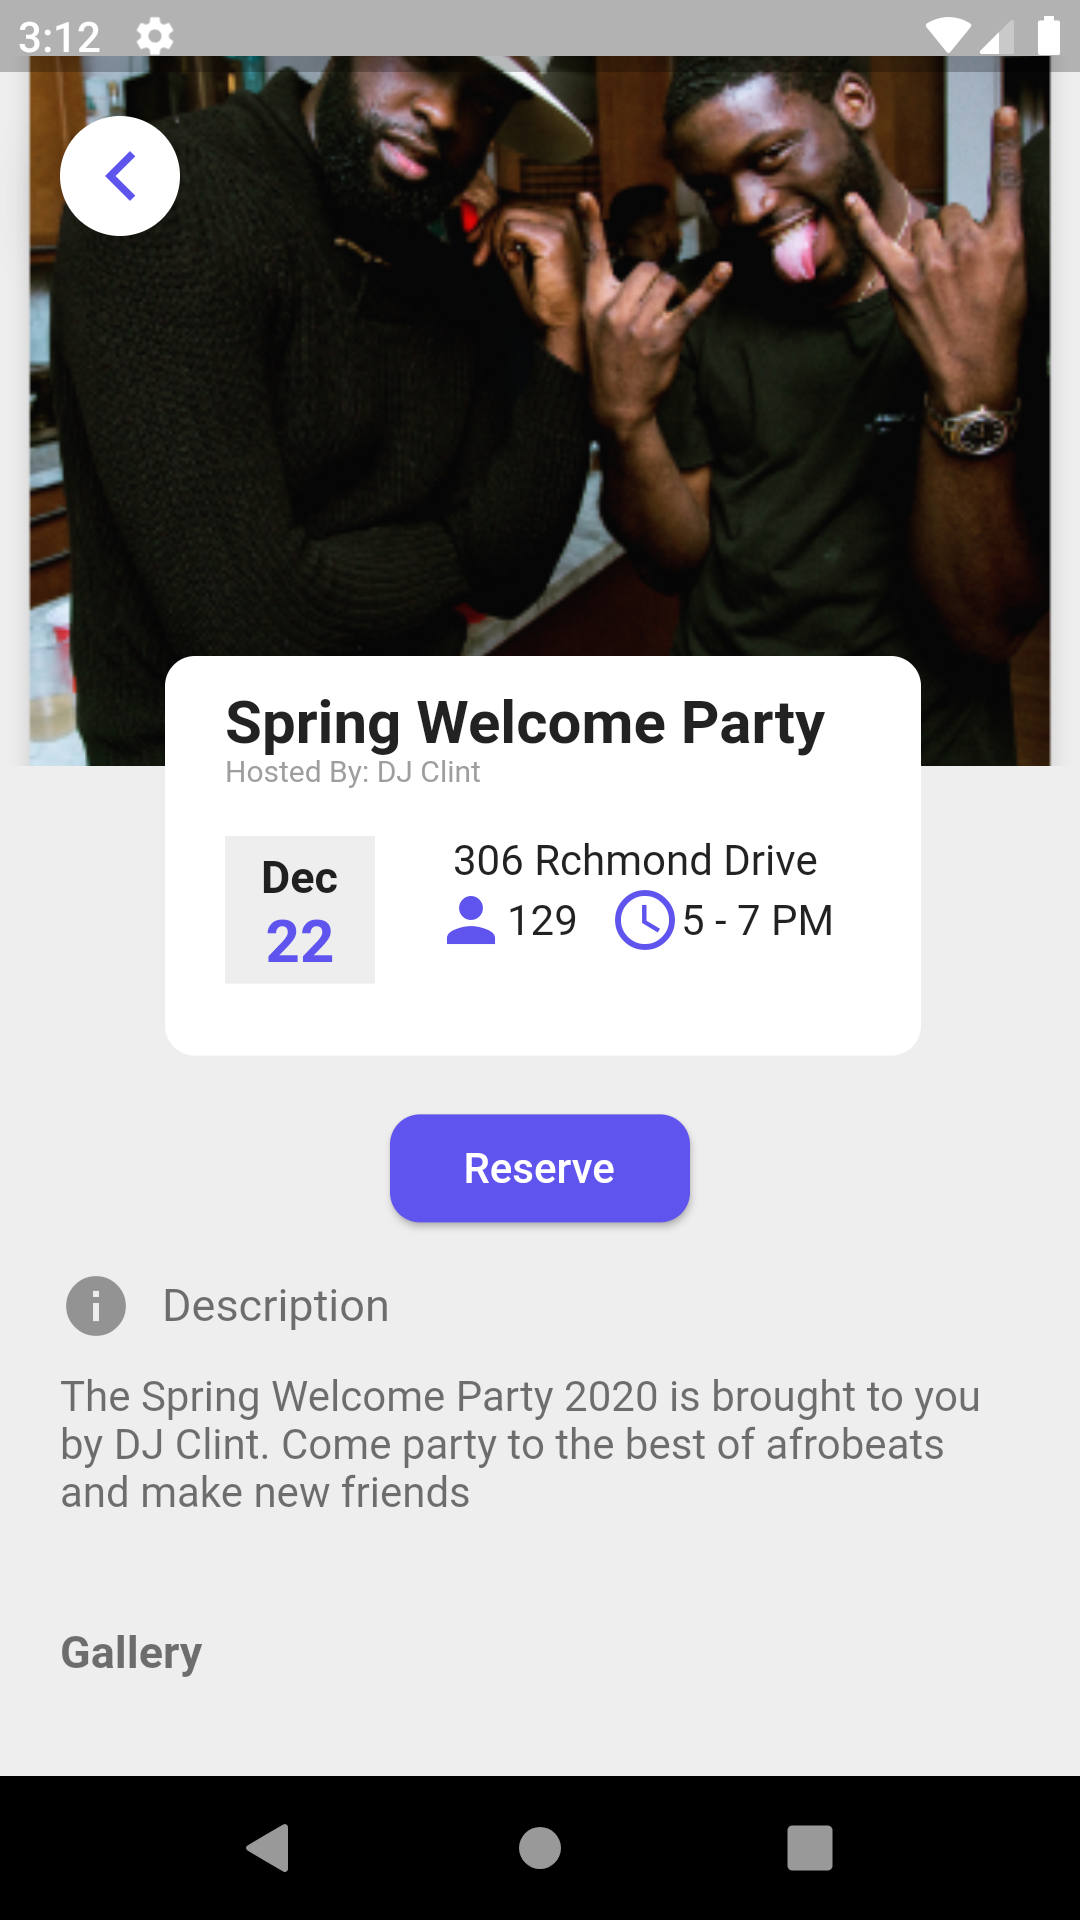 3:12
Spring Welcome Party
Hosted By: DJ Clint
Dec
22
306 Rchmond Drive
129
5 - 7 PM
Reserve
Description
The Spring Welcome Party 2020 is brought to you
by DJ Clint. Come party to the best of afrobeats
and make new friends
Gallery